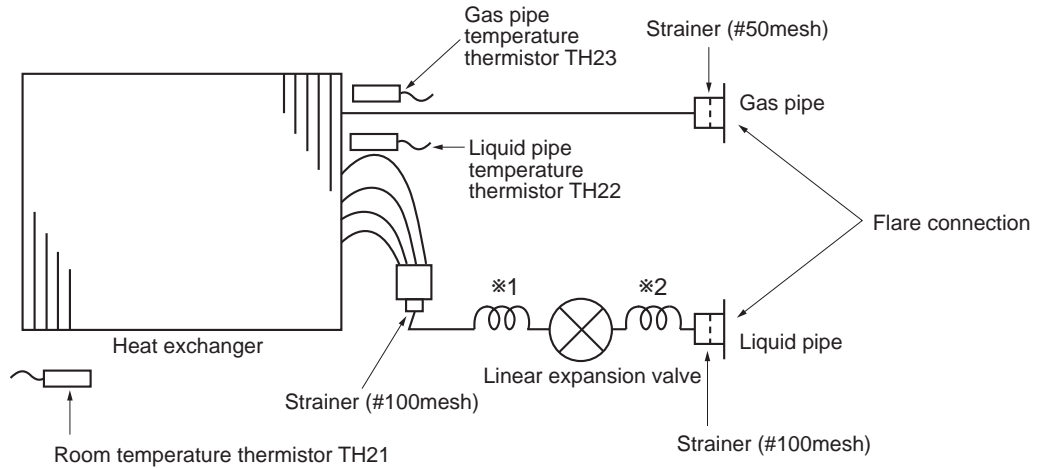 Gas pipe
temperature
thermistor TH23
Strainer (#50mesh)
Gas pipe
Liquid pipe
temperature
thermistor TH22
Flare connection
※1
※2
Heat exchanger
Linear expansion valve
Liquid pipe
Strainer (#100mesh)
Strainer (#100mesh)
Room temperature thermistor TH21